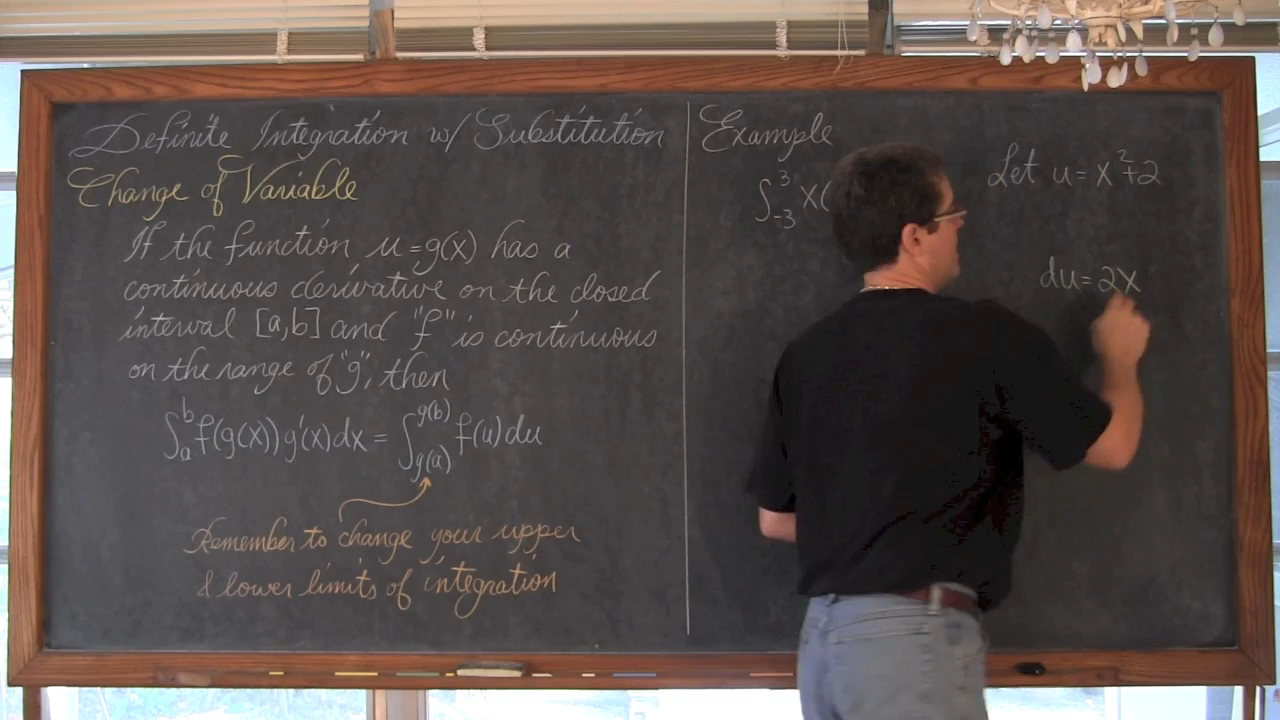 Definite Integration w/ Substitution
Change of Variable
If the function u=g(x) has a
continuous derivative on the closed
interval [a,b] and "f" is continuous
on the range of "g", then
∫_a^b f(g(x))g'(x)dx = ∫_{g(a)}^{g(b)} f(u)du
Remember to change your upper
& lower limits of integration
Example
∫_{-3}^3 x(
Let u=x²+2
du=2x